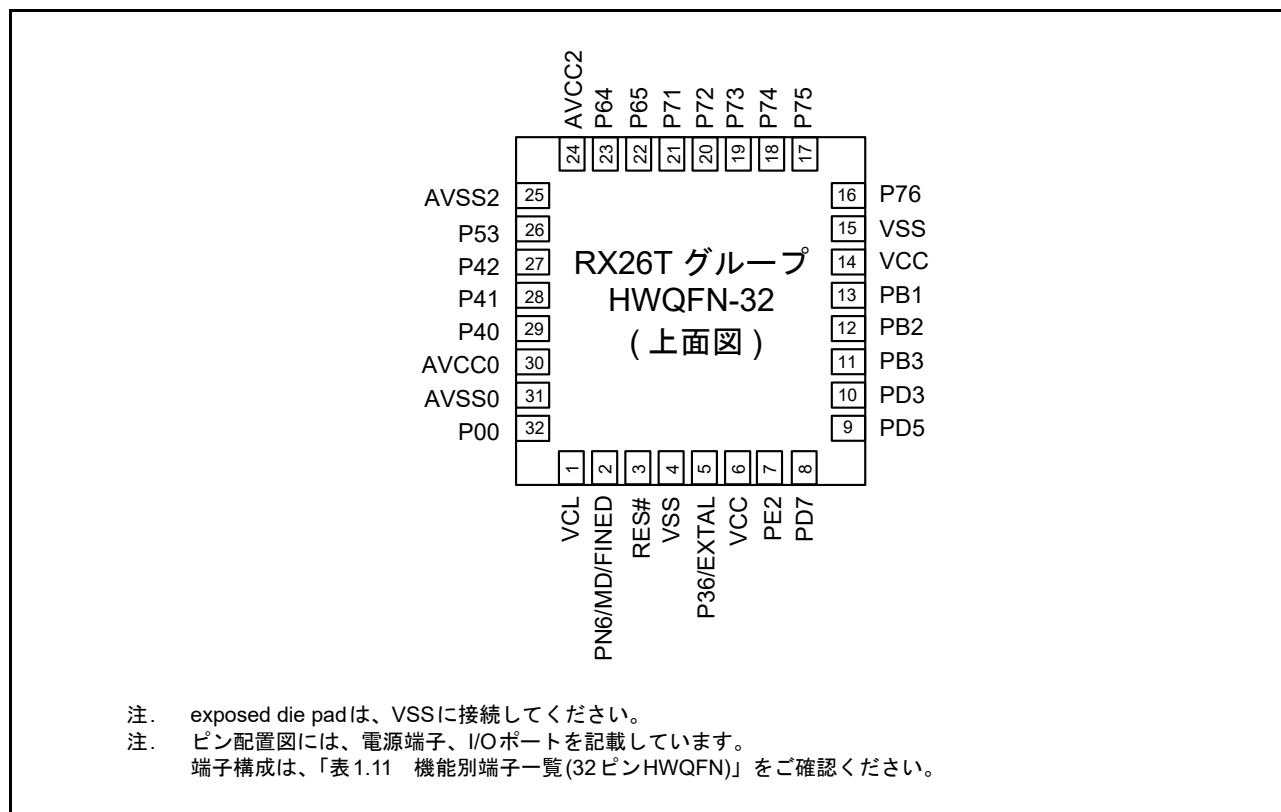 AVCC2
P64
P65
P71
P72
P73
P74
P75
24
23
22
21
20
19
18
17
AVSS2 25
P53 26
P42 27
P41 28
P40 29
AVCC0 30
AVSS0 31
P00 32
RX26T グループ
HWQFN-32
(上面図)
16 P76
15 VSS
14 VCC
13 PB1
12 PB2
11 PB3
10 PD3
9 PD5
1
2
3
4
5
6
7
8
VCL
PN6/MD/FINED
RES#
VSS
P36/EXTAL
VCC
PE2
PD7
注. exposed die padは、VSSに接続してください。
注. ピン配置図には、電源端子、I/Oポートを記載しています。
端子構成は、「表1.11 機能別端子一覧(32ピンHWQFN)」をご確認ください。